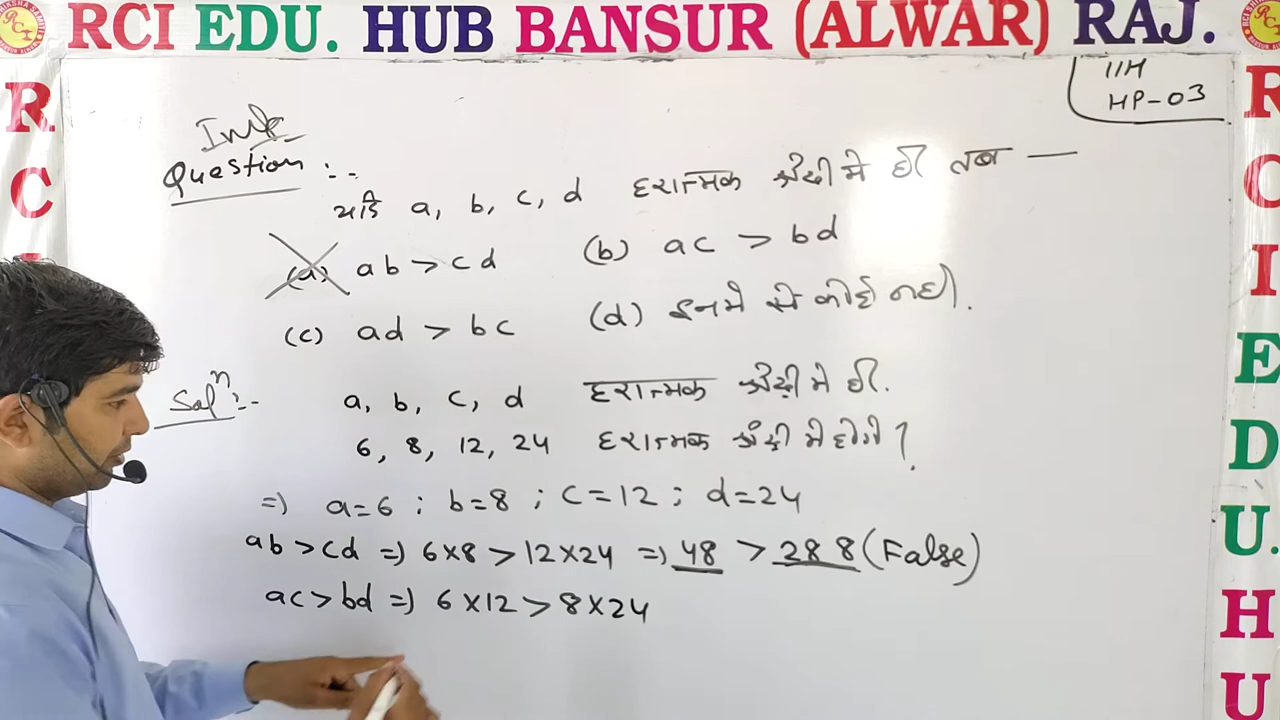 RCI EDU. HUB BANSUR (ALWAR) RAJ.
11H
HP-03
Imp
Question :-
यदि a, b, c, d हरात्मक श्रेढ़ी मे हो तब —
(a) ab > cd (b) ac > bd
(c) ad > bc (d) इनमे से कोई नही.
Solⁿ :-
a, b, c, d हरात्मक श्रेढ़ी मे हो.
6, 8, 12, 24 हरात्मक श्रेढ़ी मे होगे ?
=) a=6 ; b=8 ; c=12 ; d=24
ab > cd =) 6×8 > 12×24 =) 48 > 288 (False)
ac > bd =) 6×12 > 8×24
R
C
R
C
I
E
D
U.
H
U